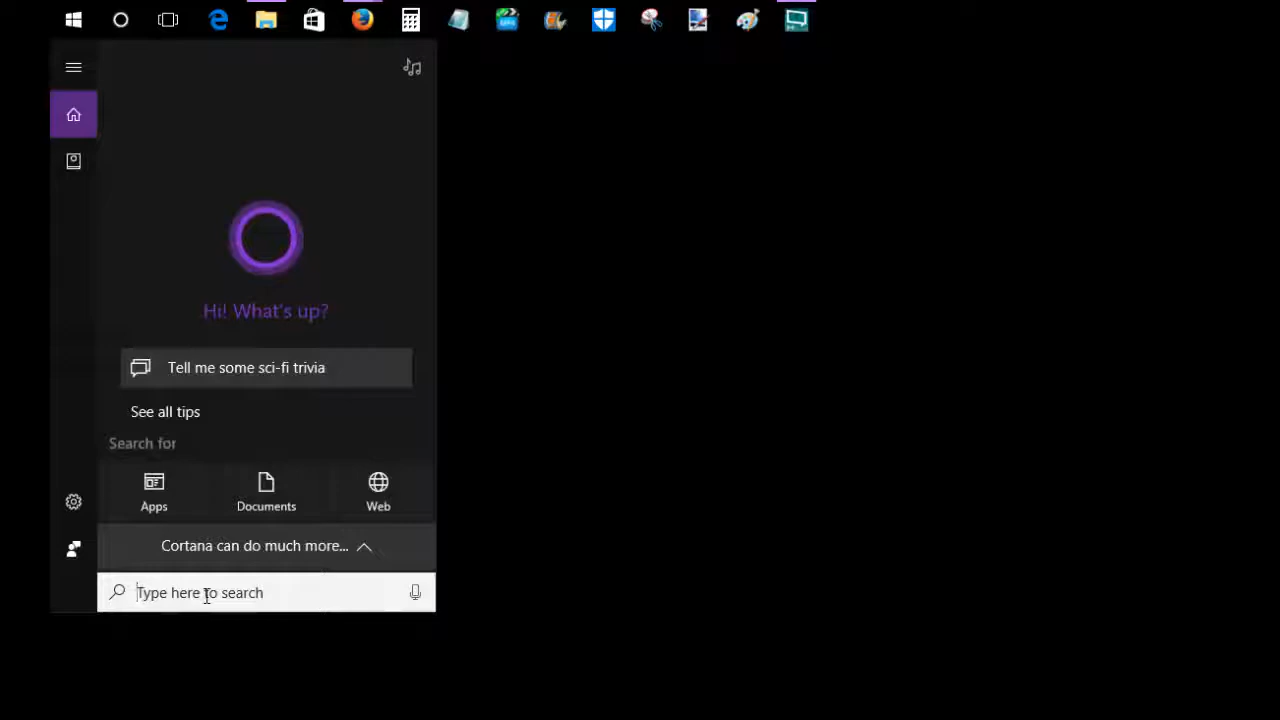 Hi! What's up?
Tell me some sci-fi trivia
See all tips
Search for
Apps Documents Web
Cortana can do much more...
Type here to search